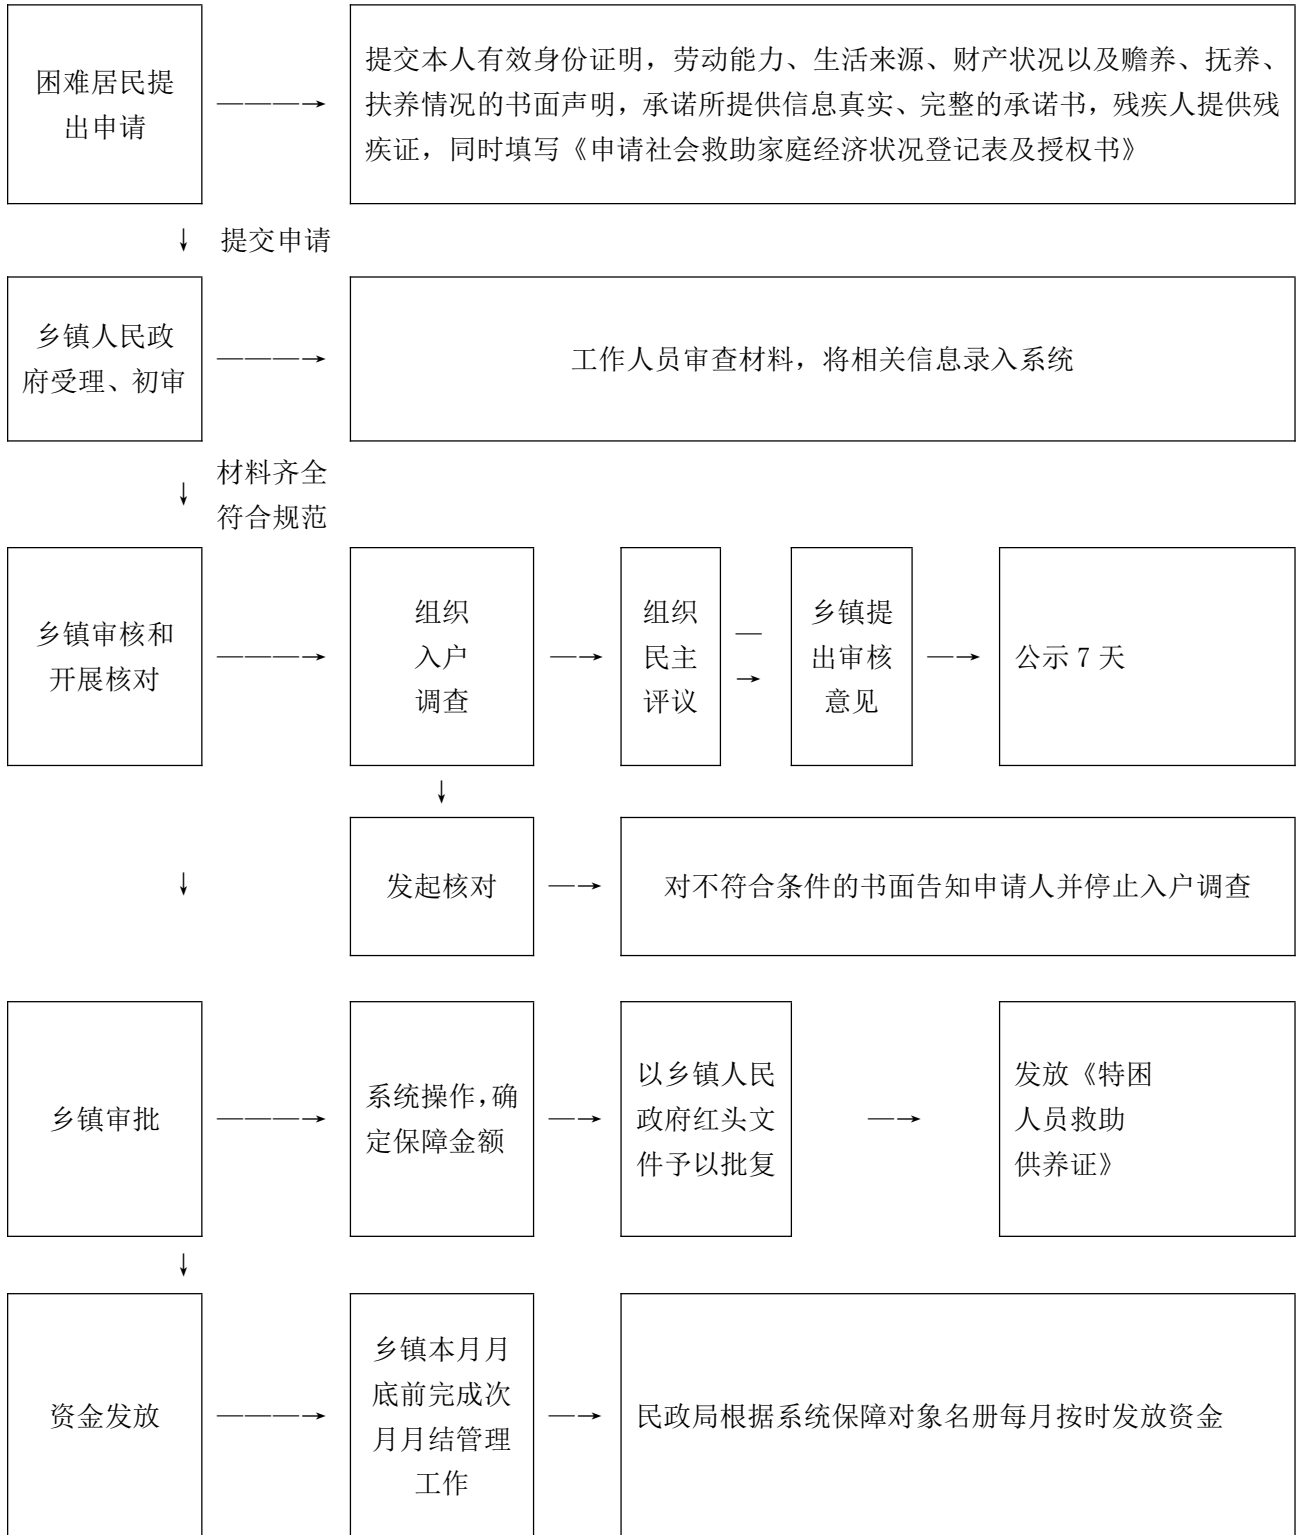 困难居民提
出申请
———→
提交本人有效身份证明，劳动能力、生活来源、财产状况以及赡养、抚养、
扶养情况的书面声明，承诺所提供信息真实、完整的承诺书，残疾人提供残
疾证，同时填写《申请社会救助家庭经济状况登记表及授权书》
↓ 提交申请
乡镇人民政
府受理、初审
———→
工作人员审查材料，将相关信息录入系统
↓
材料齐全
符合规范
乡镇审核和
开展核对
———→
组织
入户
调查
—→
组织
民主
评议
—
→
乡镇提
出审核
意见
—→
公示 7 天
↓
↓
发起核对
—→
对不符合条件的书面告知申请人并停止入户调查
乡镇审批
———→
系统操作，确
定保障金额
—→
以乡镇人民
政府红头文
件予以批复
—→
发放《特困
人员救助
供养证》
↓
资金发放
———→
乡镇本月月
底前完成次
月月结管理
工作
—→
民政局根据系统保障对象名册每月按时发放资金